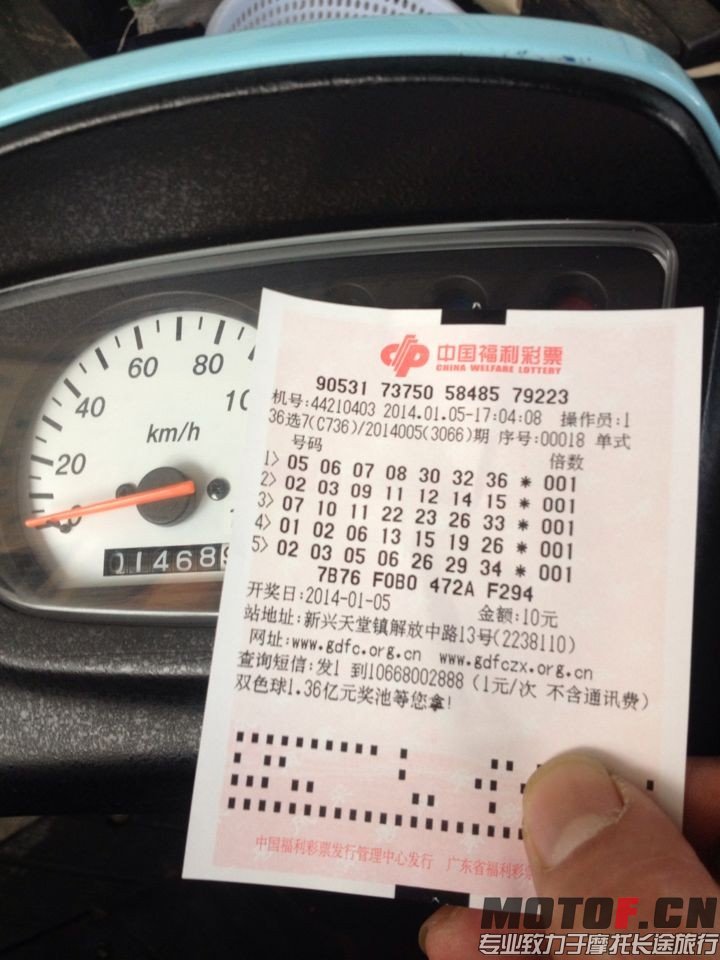 60
80
40
10
20
km/h
01468
中国福利彩票
CHINA WELFARE LOTTERY
90531 73750 58485 79223
机号:44210403 2014.01.05-17:04:08 操作员:1
36选7(C736)/2014005(3066)期 序号:00018 单式
号码 倍数
1> 05 06 07 08 30 32 36 * 001
2> 02 03 09 11 12 14 15 * 001
3> 07 10 11 22 23 26 33 * 001
4> 01 02 06 13 15 19 26 * 001
5> 02 03 05 06 26 29 34 * 001
7B76 F0B0 472A F294
开奖日:2014-01-05 金额:10元
站地址:新兴天堂镇解放中路13号(2238110)
网址:www.gdfc.org.cn www.gdfczx.org.cn
查询短信:发1 到10668002888 (1元/次 不含通讯费)
双色球1.36亿元奖池等您拿!
中国福利彩票发行管理中心发行 广东省福利彩
MOTOF.CN
专业致力于摩托长途旅行